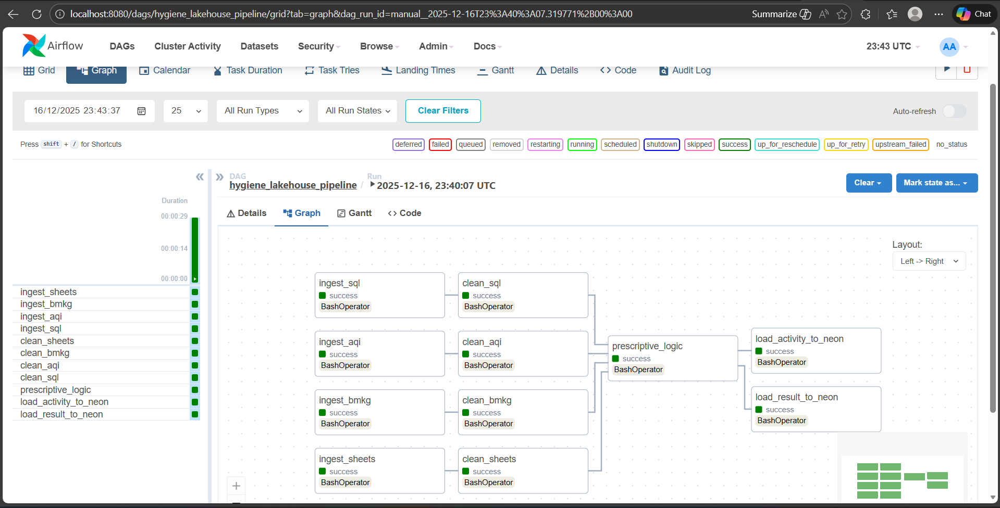 localhost:8080/dags/hygiene_lakehouse_pipeline/grid?tab=graph&dag_run_id=manual__2025-12-16T23%3A40%3A07.319771%2B00%3A00
Summarize
Chat
Airflow
DAGs
Cluster Activity
Datasets
Security
Browse
Admin
Docs
23:43 UTC
AA
Grid
Graph
Calendar
Task Duration
Task Tries
Landing Times
Gantt
Details
Code
Audit Log
16/12/2025 23:43:37
25
All Run Types
All Run States
Clear Filters
Auto-refresh
Press shift + / for Shortcuts
deferred
failed
queued
removed
restarting
running
scheduled
shutdown
skipped
success
up_for_reschedule
up_for_retry
upstream_failed
no_status
DAG
hygiene_lakehouse_pipeline /
Run
2025-12-16, 23:40:07 UTC
Clear
Mark state as...
Duration
00:00:29
00:00:14
00:00:00
ingest_sheets
ingest_bmkg
ingest_aqi
ingest_sql
clean_sheets
clean_bmkg
clean_aqi
clean_sql
prescriptive_logic
load_activity_to_neon
load_result_to_neon
Details
Graph
Gantt
Code
Layout:
Left -> Right
ingest_sql
success
BashOperator
clean_sql
success
BashOperator
ingest_aqi
success
BashOperator
clean_aqi
success
BashOperator
ingest_bmkg
success
BashOperator
clean_bmkg
success
BashOperator
ingest_sheets
success
BashOperator
clean_sheets
success
BashOperator
prescriptive_logic
success
BashOperator
load_activity_to_neon
success
BashOperator
load_result_to_neon
success
BashOperator